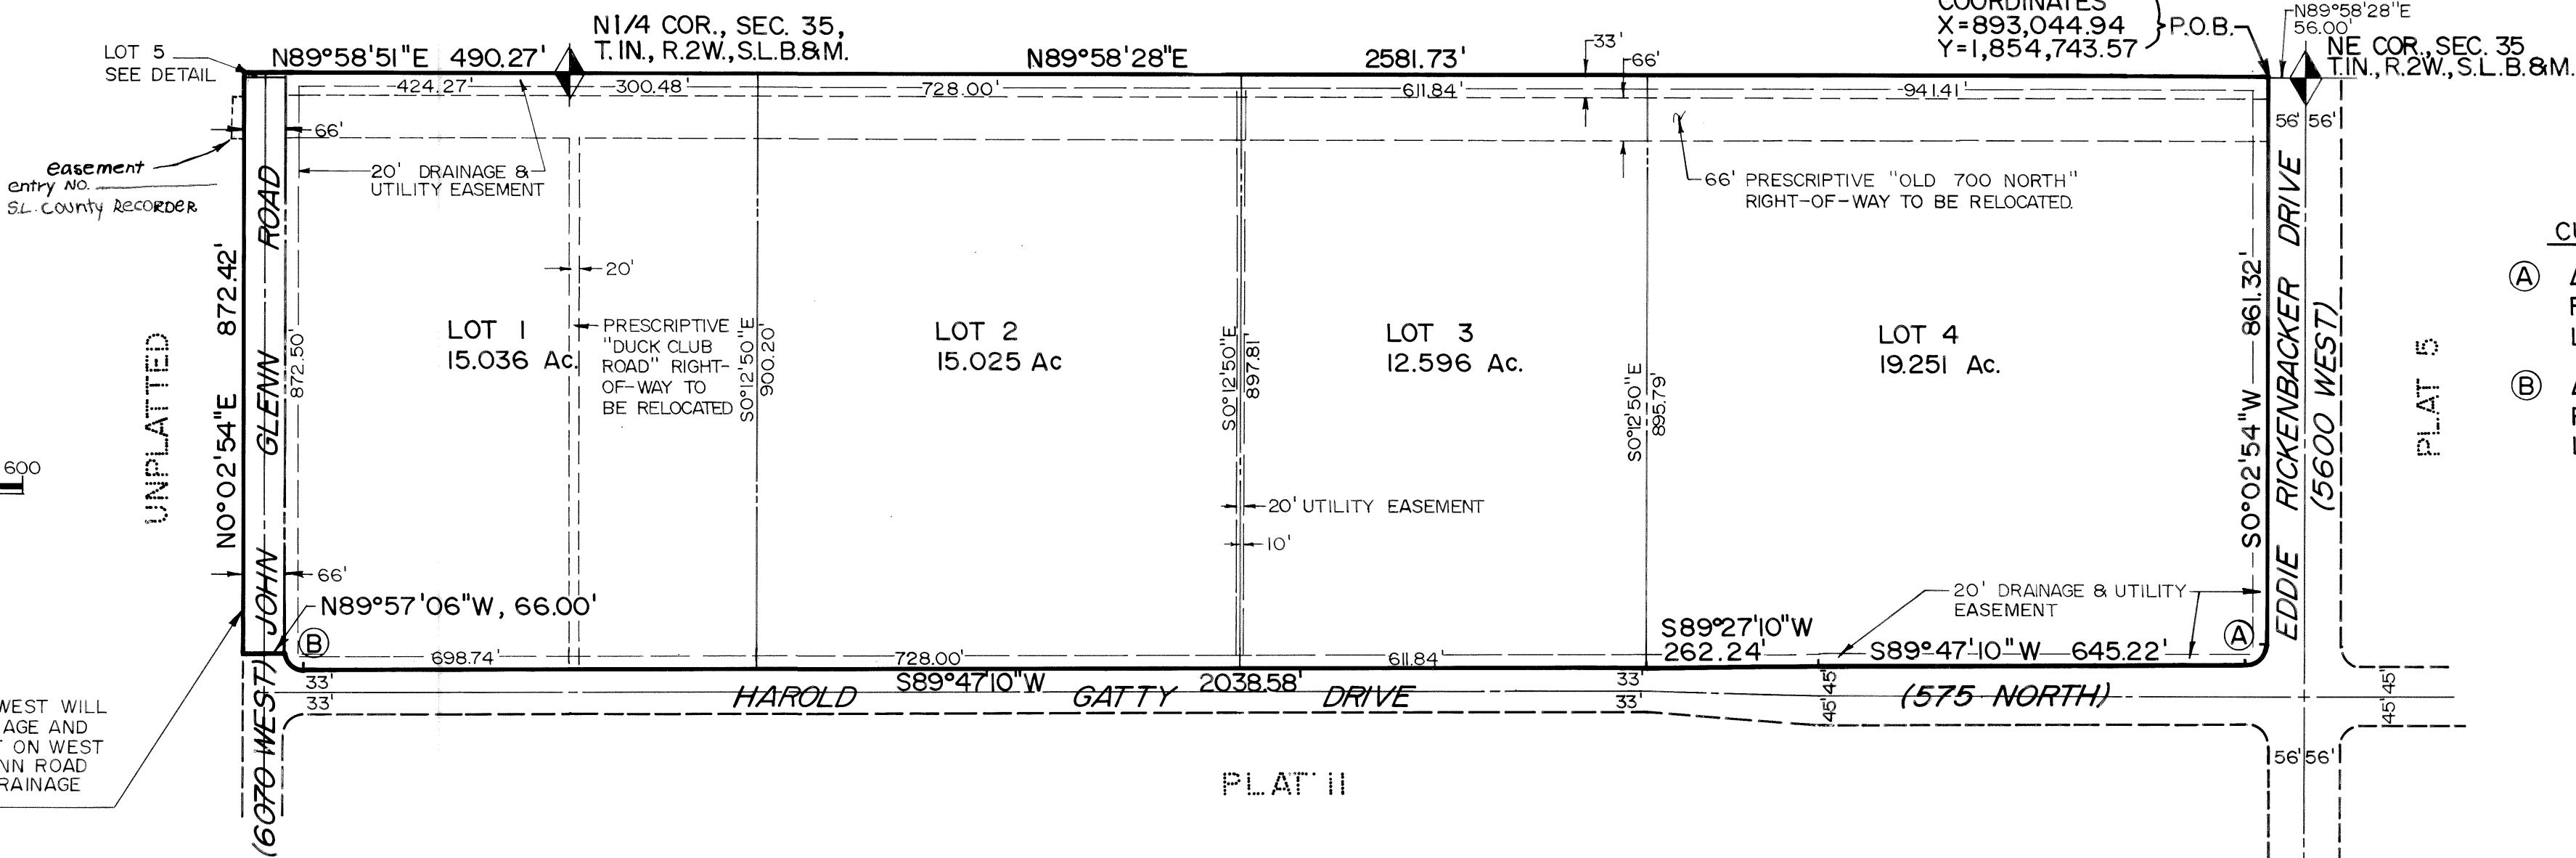 COORDINATES
X=893,044.94
Y=1,854,743.57
P.O.B.
N89°58'28"E
56.00'
NE COR., SEC. 35
T.1N., R.2W., S.L.B.&M.
N1/4 COR., SEC. 35,
T.1N., R.2W., S.L.B.&M.
LOT 5
SEE DETAIL
N89°58'51"E 490.27'
N89°58'28"E 2581.73'
33'
66'
424.27'
300.48'
728.00'
611.84'
941.41'
56' 56'
66'
easement
entry NO.
S.L. County RECORDER
20' DRAINAGE &
UTILITY EASEMENT
66' PRESCRIPTIVE "OLD 700 NORTH"
RIGHT-OF-WAY TO BE RELOCATED.
20'
PRESCRIPTIVE
"DUCK CLUB
ROAD" RIGHT-
OF-WAY TO
BE RELOCATED
LOT 1
15.036 Ac.
LOT 2
15.025 Ac
LOT 3
12.596 Ac.
LOT 4
19.251 Ac.
UNPLATTED
N0°02'54"E 872.42'
JOHN GLENN ROAD
872.50'
S0°12'50"E
900.20'
S0°12'50"E
897.81'
S0°12'50"E
895.79'
S0°02'54"W 861.32'
EDDIE RICKENBACKER DRIVE
(5600 WEST)
PLAT 5
A
B
600
20' UTILITY EASEMENT
10'
66'
N89°57'06"W, 66.00'
20' DRAINAGE & UTILITY
EASEMENT
B
A
698.74'
728.00'
611.84'
S89°27'10"W
262.24'
S89°47'10"W 645.22'
S89°47'10"W 2038.58'
33'
33'
HAROLD GATTY DRIVE (575 NORTH)
33'
33'
45' 45'
45' 45'
56' 56'
(6070 WEST)
WEST WILL
AGE AND
ON WEST
NN ROAD
RAINAGE
PLAT 11